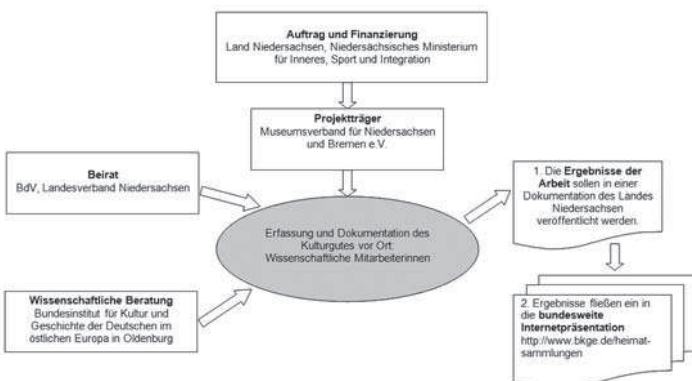 Auftrag und Finanzierung
Land Niedersachsen, Niedersächsisches Ministerium
für Inneres, Sport und Integration
Projektträger
Museumsverband für Niedersachsen
und Bremen e.V.
Beirat
BdV, Landesverband Niedersachsen
Erfassung und Dokumentation des
Kulturgutes vor Ort:
Wissenschaftliche Mitarbeiterinnen
Wissenschaftliche Beratung
Bundesinstitut für Kultur und
Geschichte der Deutschen im
östlichen Europa in Oldenburg
1. Die Ergebnisse der
Arbeit sollen in einer
Dokumentation des Landes
Niedersachsen
veröffentlicht werden.
2. Ergebnisse fließen ein in
die bundesweite
Internetpräsentation
http://www.bkge.de/heimat-
sammlungen